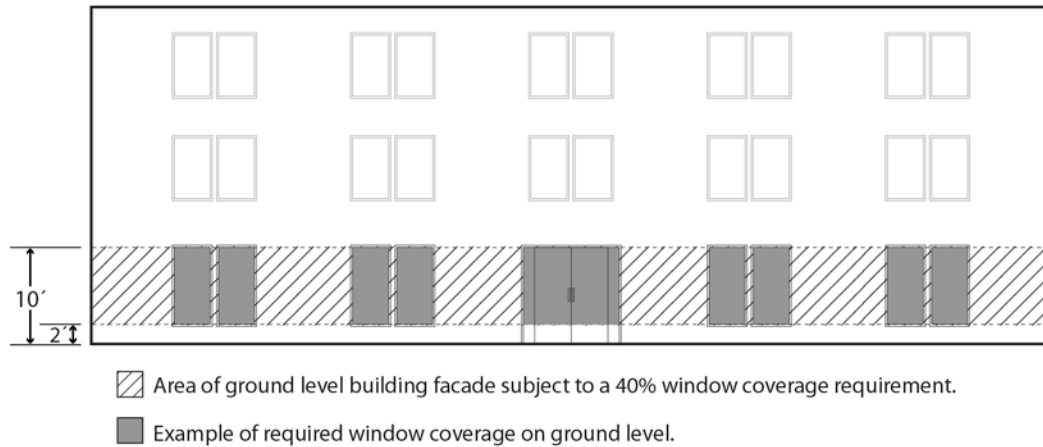 10´
2´
Area of ground level building facade subject to a 40% window coverage requirement.
Example of required window coverage on ground level.